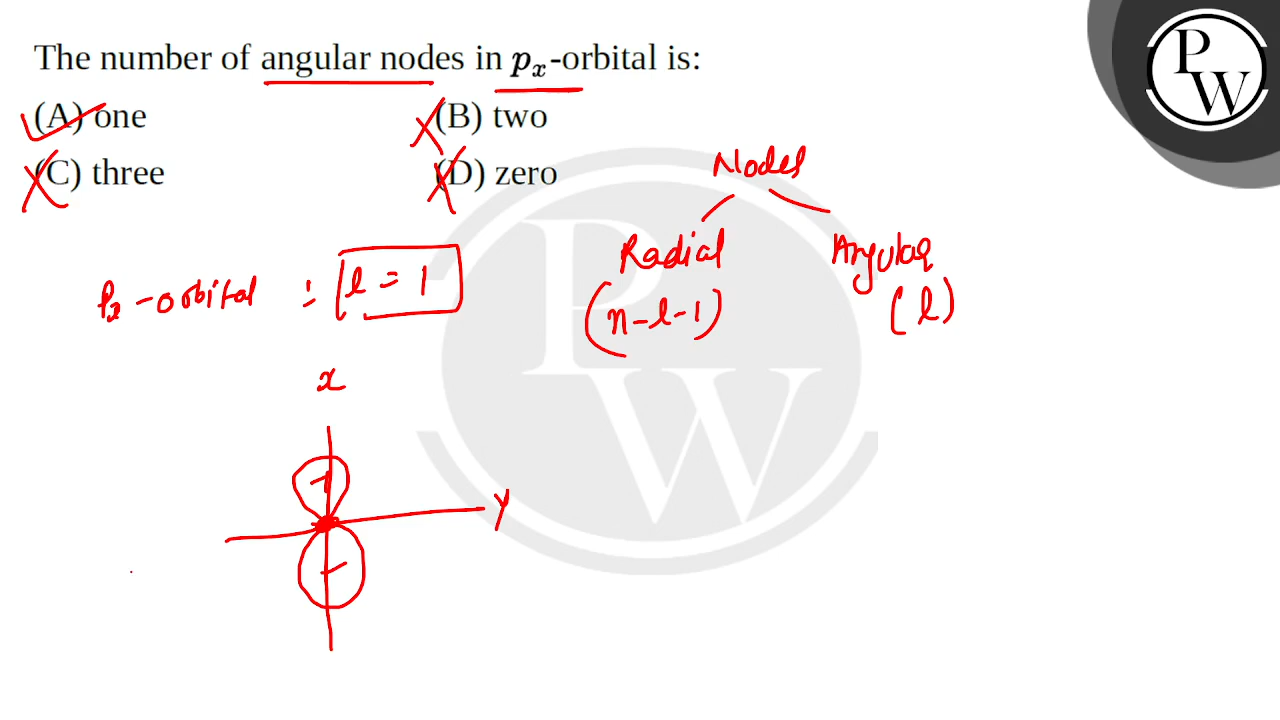 The number of angular nodes in pₓ-orbital is:
(A) one (B) two
(C) three (D) zero
Nodes
Radial Angular
(n-l-1) (l)
Pₓ-orbital : l = 1
x
+
y
-
P
W
P
W